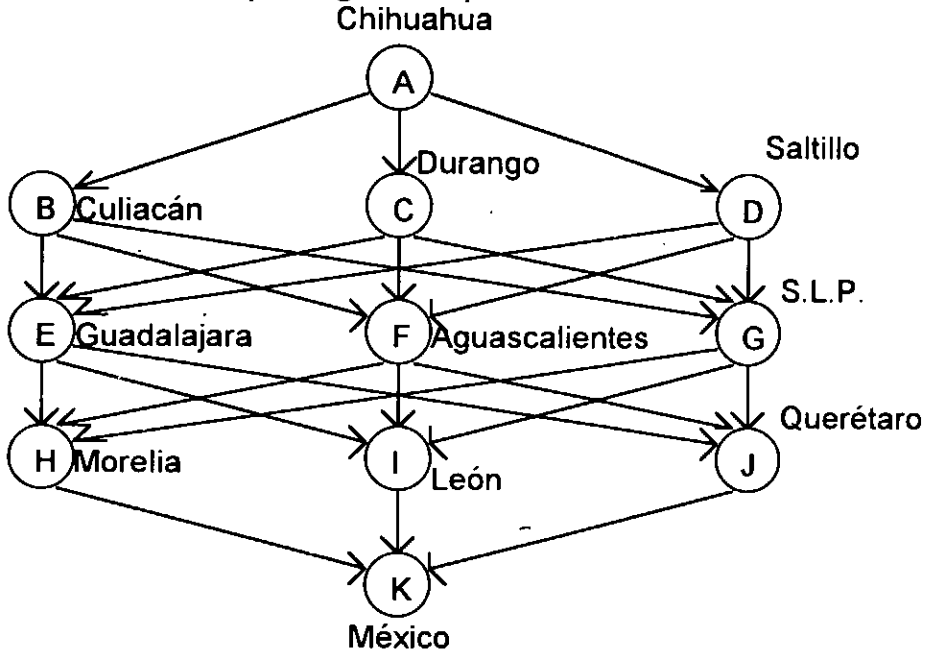 Chihuahua
A
Durango
Saltillo
B Culiacán
C
D
S.L.P.
E Guadalajara
F Aguascalientes
G
Querétaro
H Morelia
I
León
J
K
México